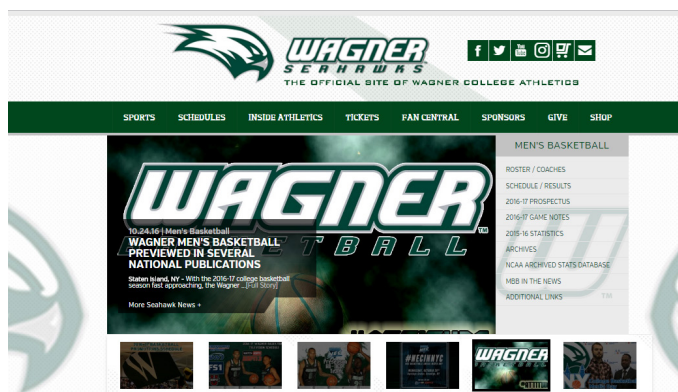 WAGNER
SEAHAWKS
THE OFFICIAL SITE OF WAGNER COLLEGE ATHLETICS
SPORTS SCHEDULES INSIDE ATHLETICS TICKETS FAN CENTRAL SPONSORS GIVE SHOP
WAGNER TM
BASKETBALL
10.24.16 | Men's Basketball
WAGNER MEN'S BASKETBALL
PREVIEWED IN SEVERAL
NATIONAL PUBLICATIONS
Staten Island, NY - With the 2016-17 college basketball
season fast approaching, the Wagner ...[Full Story]
More Seahawk News +
MEN'S BASKETBALL
ROSTER / COACHES
SCHEDULE / RESULTS
2016-17 PROSPECTUS
2016-17 GAME NOTES
2015-16 STATISTICS
ARCHIVES
NCAA ARCHIVED STATS DATABASE
MBB IN THE NEWS
ADDITIONAL LINKS
TM
FS1
#NECINNYC
WAGNER